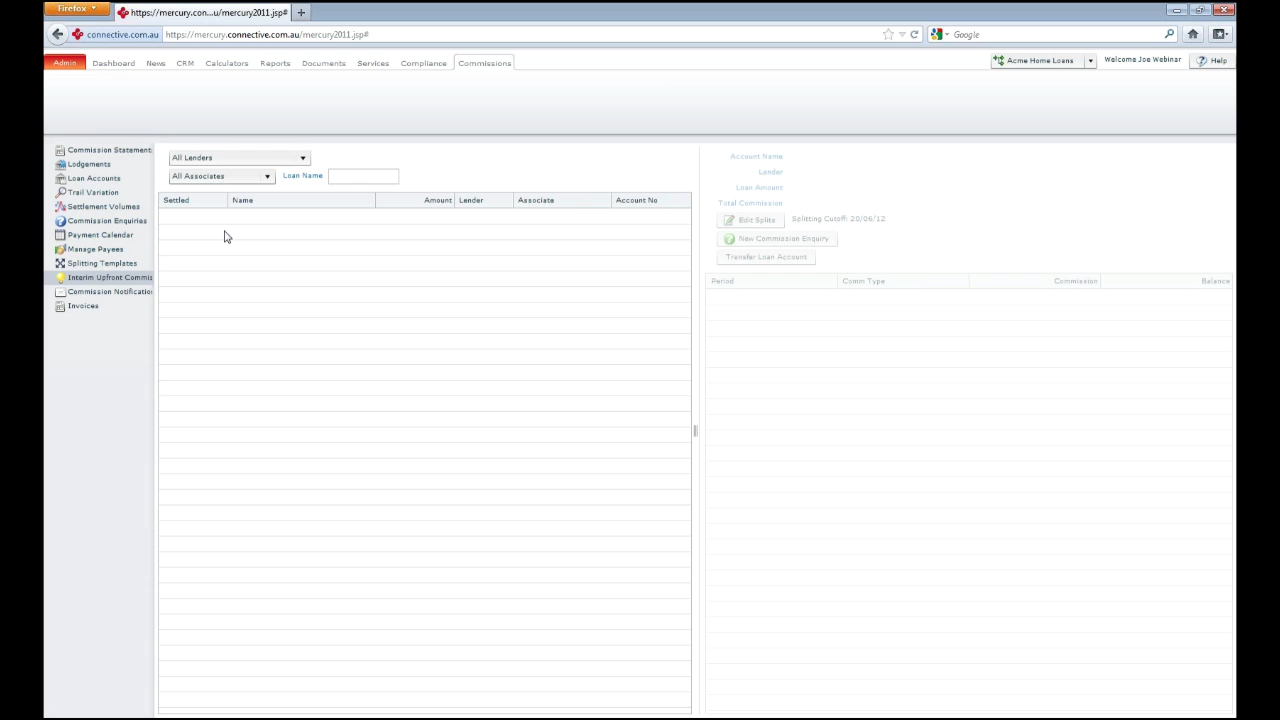 Firefox
https://mercury.con...u/mercury2011.jsp#
connective.com.au https://mercury.connective.com.au/mercury2011.jsp#
Google
Admin Dashboard News CRM Calculators Reports Documents Services Compliance Commissions
Acme Home Loans Welcome Joe Webinar Help
Commission Statement
Lodgements
Loan Accounts
Trail Variation
Settlement Volumes
Commission Enquiries
Payment Calendar
Manage Payees
Splitting Templates
Interim Upfront Commis
Commission Notificatio
Invoices
All Lenders
All Associates Loan Name
Settled Name Amount Lender Associate Account No
Account Name
Lender
Loan Amount
Total Commission
Edit Splits Splitting Cutoff: 20/06/12
New Commission Enquiry
Transfer Loan Account
Period Comm Type Commission Balance